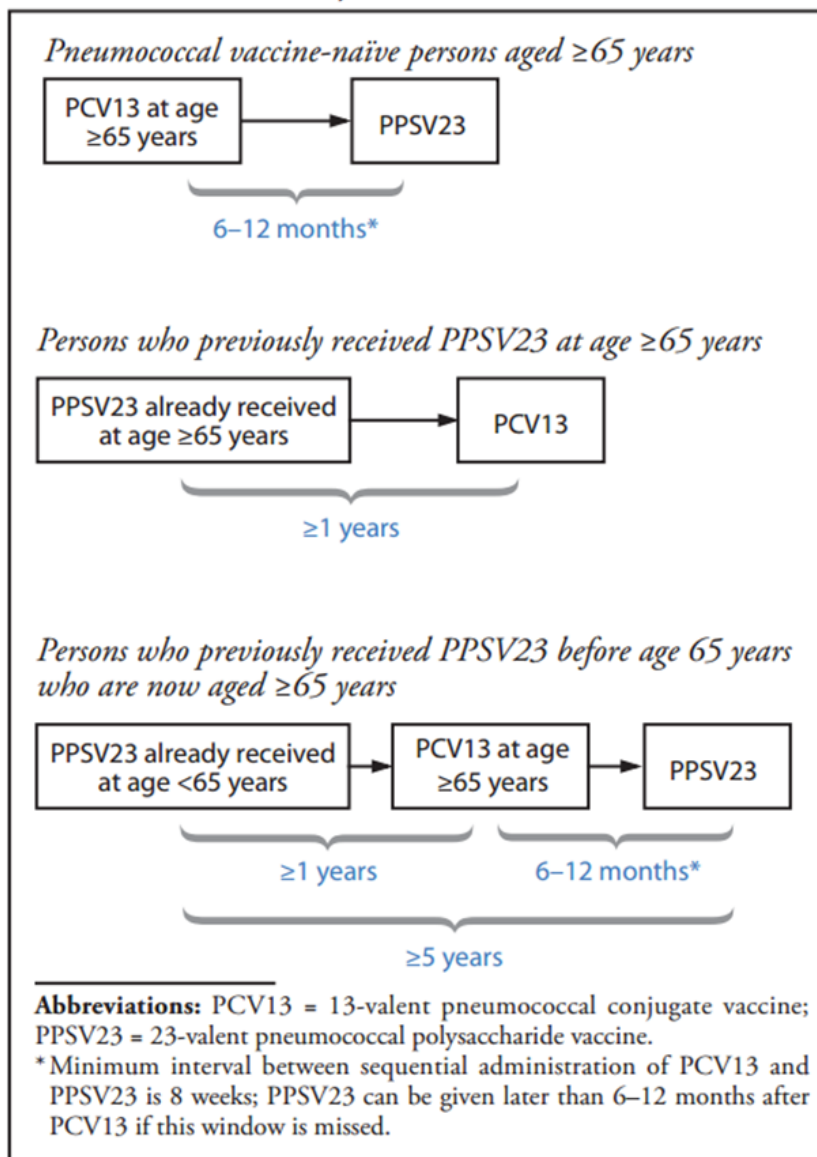 Pneumococcal vaccine-naïve persons aged ≥65 years
PCV13 at age
≥65 years
PPSV23
6–12 months*
Persons who previously received PPSV23 at age ≥65 years
PPSV23 already received
at age ≥65 years
PCV13
≥1 years
Persons who previously received PPSV23 before age 65 years
who are now aged ≥65 years
PPSV23 already received
at age <65 years
PCV13 at age
≥65 years
PPSV23
≥1 years
6–12 months*
≥5 years
Abbreviations: PCV13 = 13-valent pneumococcal conjugate vaccine;
PPSV23 = 23-valent pneumococcal polysaccharide vaccine.
* Minimum interval between sequential administration of PCV13 and
PPSV23 is 8 weeks; PPSV23 can be given later than 6–12 months after
PCV13 if this window is missed.